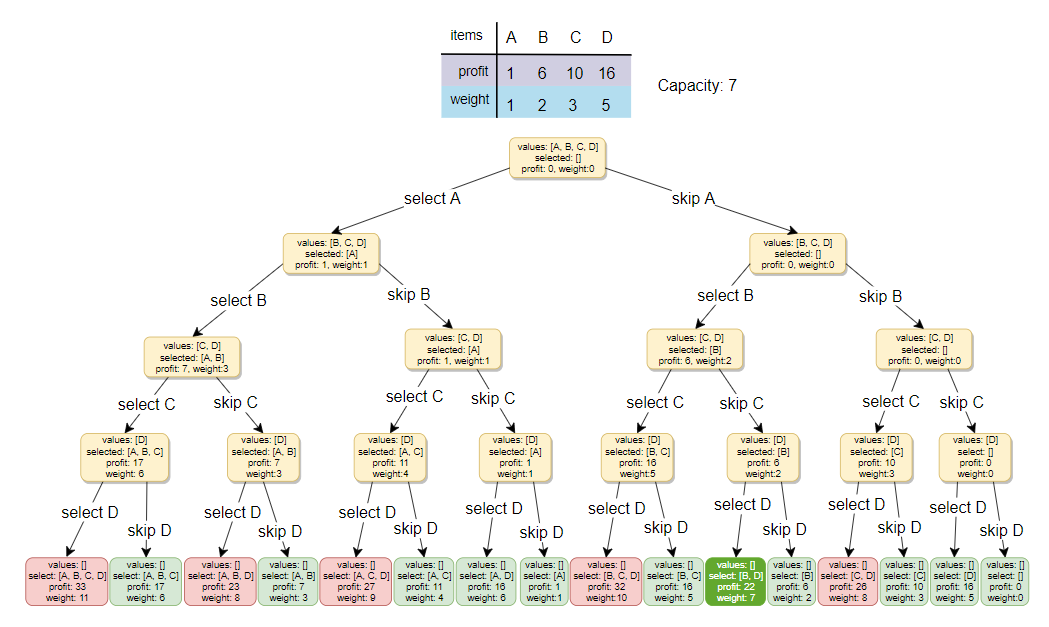 items A B C D
profit 1 6 10 16
weight 1 2 3 5
Capacity: 7
values: [A, B, C, D]
selected: []
profit: 0, weight:0
select A
skip A
values: [B, C, D]
selected: [A]
profit: 1, weight:1
values: [B, C, D]
selected: []
profit: 0, weight:0
select B
skip B
select B
skip B
values: [C, D]
selected: [A, B]
profit: 7, weight:3
values: [C, D]
selected: [A]
profit: 1, weight:1
values: [C, D]
selected: [B]
profit: 6, weight:2
values: [C, D]
selected: []
profit: 0, weight:0
select C
skip C
select C
skip C
select C
skip C
select C
skip C
values: [D]
selected: [A, B, C]
profit: 17
weight: 6
values: [D]
selected: [A, B]
profit: 7
weight:3
values: [D]
selected: [A, C]
profit: 11
weight:4
values: [D]
selected: [A]
profit: 1
weight:1
values: [D]
selected: [B, C]
profit: 16
weight:5
values: [D]
selected: [B]
profit: 6
weight:2
values: [D]
selected: [C]
profit: 10
weight:3
values: [D]
select: []
profit: 0
weight:0
select D
skip D
select D
skip D
select D
skip D
select D
skip D
select D
skip D
select D
skip D
select D
skip D
select D
skip D
values: []
select: [A, B, C, D]
profit: 33
weight: 11
values: []
select: [A, B, C]
profit: 17
weight: 6
values: []
select: [A, B, D]
profit: 23
weight: 8
values: []
select: [A, B]
profit: 7
weight: 3
values: []
select: [A, C, D]
profit: 27
weight: 9
values: []
select: [A, C]
profit: 11
weight: 4
values: []
select: [A, D]
profit: 16
weight: 6
values: []
select: [A]
profit: 1
weight:1
values: []
select: [B, C, D]
profit: 32
weight:10
values: []
select: [B, C]
profit: 16
weight: 5
values: []
select: [B, D]
profit: 22
weight: 7
values: []
select: [B]
profit: 6
weight: 2
values: []
select: [C, D]
profit: 26
weight: 8
values: []
select: [C]
profit: 10
weight: 3
values: []
select: [D]
profit: 16
weight: 5
values: []
select: []
profit: 0
weight:0